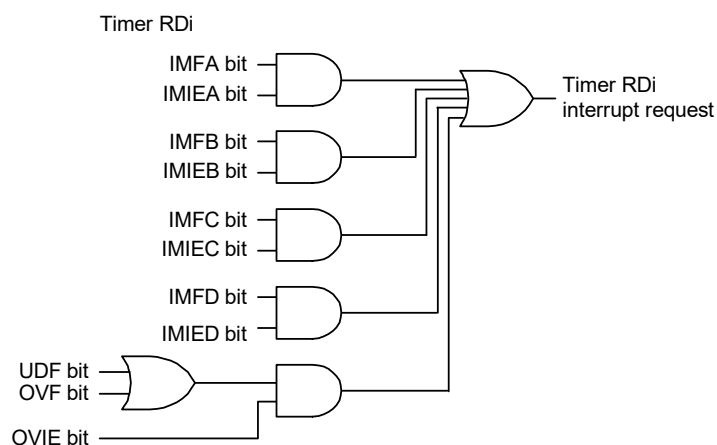 Timer RDi
IMFA bit
IMIEA bit
Timer RDi
interrupt request
IMFB bit
IMIEB bit
IMFC bit
IMIEC bit
IMFD bit
IMIED bit
UDF bit
OVF bit
OVIE bit